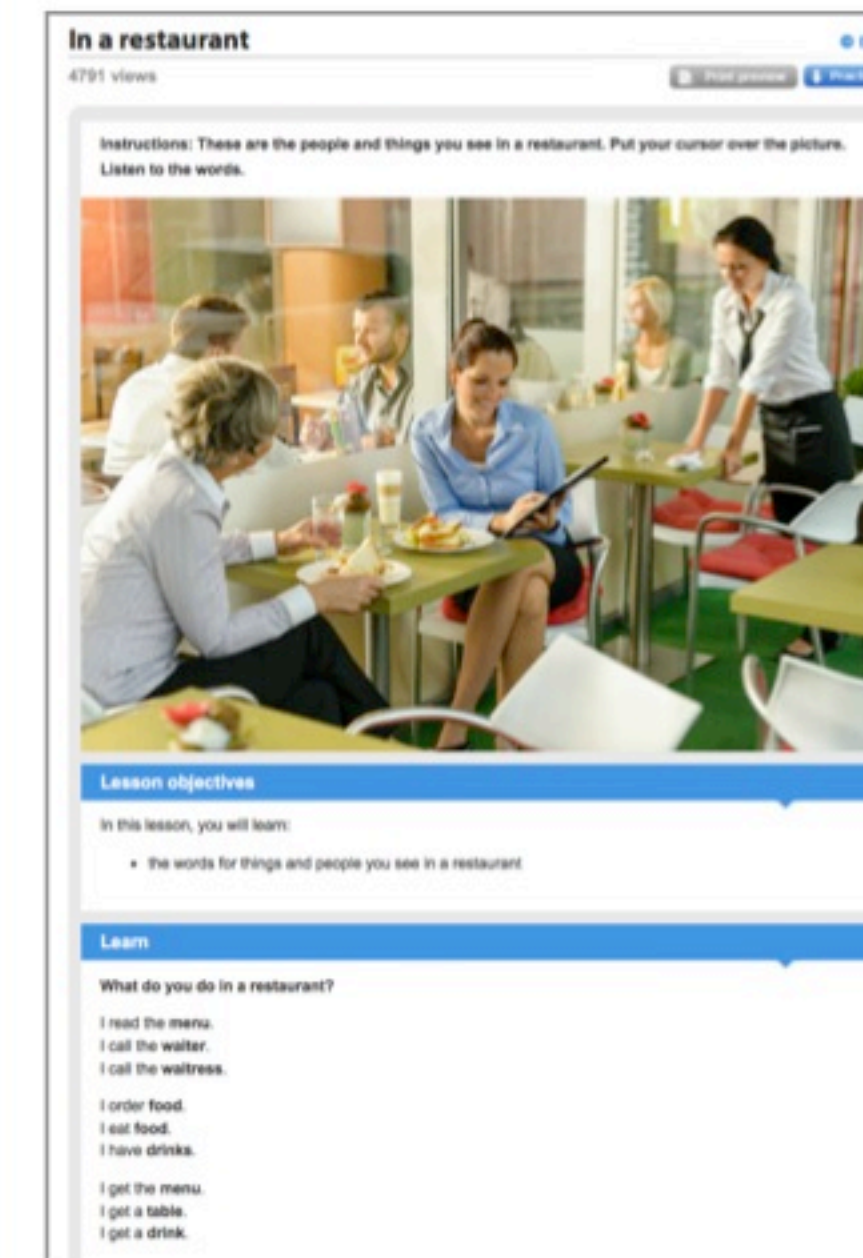 In a restaurant
4791 views
Print preview
Instructions: These are the people and things you see in a restaurant. Put your cursor over the picture.
Listen to the words.
Lesson objectives
In this lesson, you will learn:
• the words for things and people you see in a restaurant
Learn
What do you do in a restaurant?
I read the menu.
I call the waiter.
I call the waitress.
I order food.
I eat food.
I have drinks.
I get the menu.
I get a table.
I get a drink.